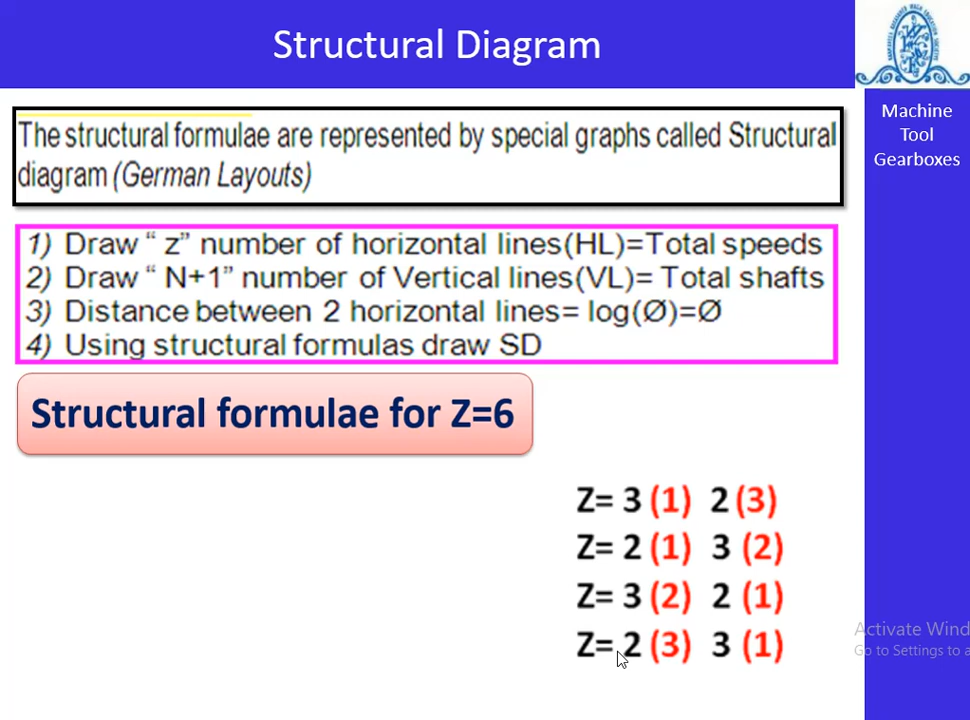 Structural Diagram
Machine
Tool
Gearboxes
The structural formulae are represented by special graphs called Structural
diagram (German Layouts)
1) Draw “ z” number of horizontal lines(HL)=Total speeds
2) Draw “ N+1” number of Vertical lines(VL)= Total shafts
3) Distance between 2 horizontal lines= log(Ø)=Ø
4) Using structural formulas draw SD
Structural formulae for Z=6
Z= 3 (1) 2 (3)
Z= 2 (1) 3 (2)
Z= 3 (2) 2 (1)
Z= 2 (3) 3 (1)
Activate Wind
Go to Settings to a